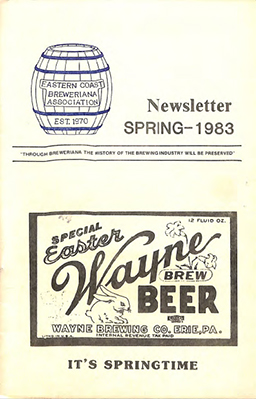 EASTERN COAST
BREWERIANA
ASSOCIATION
EST. 1970
Newsletter
SPRING-1983
"THROUGH BREWERIANA THE HISTORY OF THE BREWING INDUSTRY WILL BE PRESERVED"
12 FLUID OZ.
SPECIAL
Easter
Wayne
BREW
BEER
WAYNE BREWING CO. ERIE, PA.
LITHO IN U.S.A.
INTERNAL REVENUE TAX PAID
IT'S SPRINGTIME